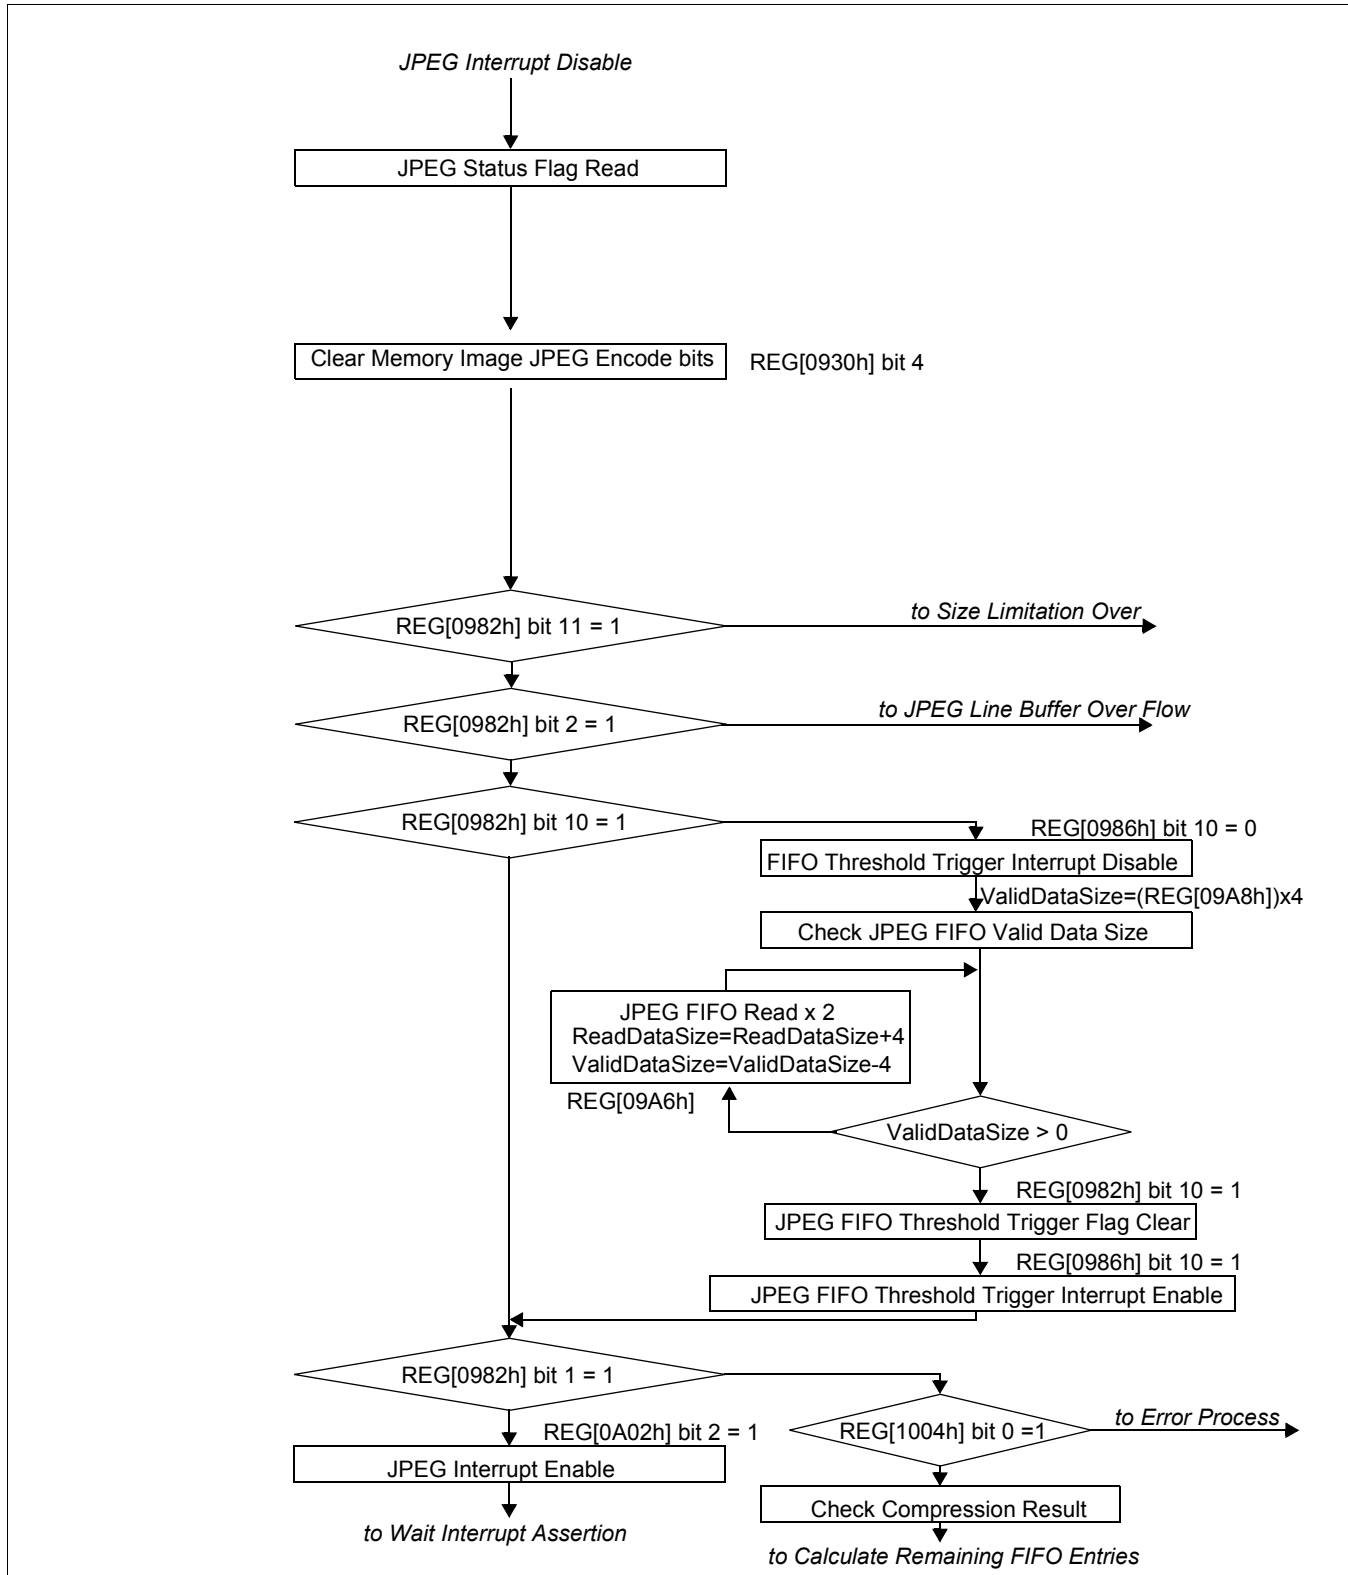 JPEG Interrupt Disable
JPEG Status Flag Read
Clear Memory Image JPEG Encode bits
REG[0930h] bit 4
REG[0982h] bit 11 = 1
to Size Limitation Over
REG[0982h] bit 2 = 1
to JPEG Line Buffer Over Flow
REG[0982h] bit 10 = 1
REG[0986h] bit 10 = 0
FIFO Threshold Trigger Interrupt Disable
ValidDataSize=(REG[09A8h])x4
Check JPEG FIFO Valid Data Size
JPEG FIFO Read x 2
ReadDataSize=ReadDataSize+4
ValidDataSize=ValidDataSize-4
REG[09A6h]
ValidDataSize > 0
REG[0982h] bit 10 = 1
JPEG FIFO Threshold Trigger Flag Clear
REG[0986h] bit 10 = 1
JPEG FIFO Threshold Trigger Interrupt Enable
REG[0982h] bit 1 = 1
REG[0A02h] bit 2 = 1
JPEG Interrupt Enable
to Wait Interrupt Assertion
REG[1004h] bit 0 =1
to Error Process
Check Compression Result
to Calculate Remaining FIFO Entries